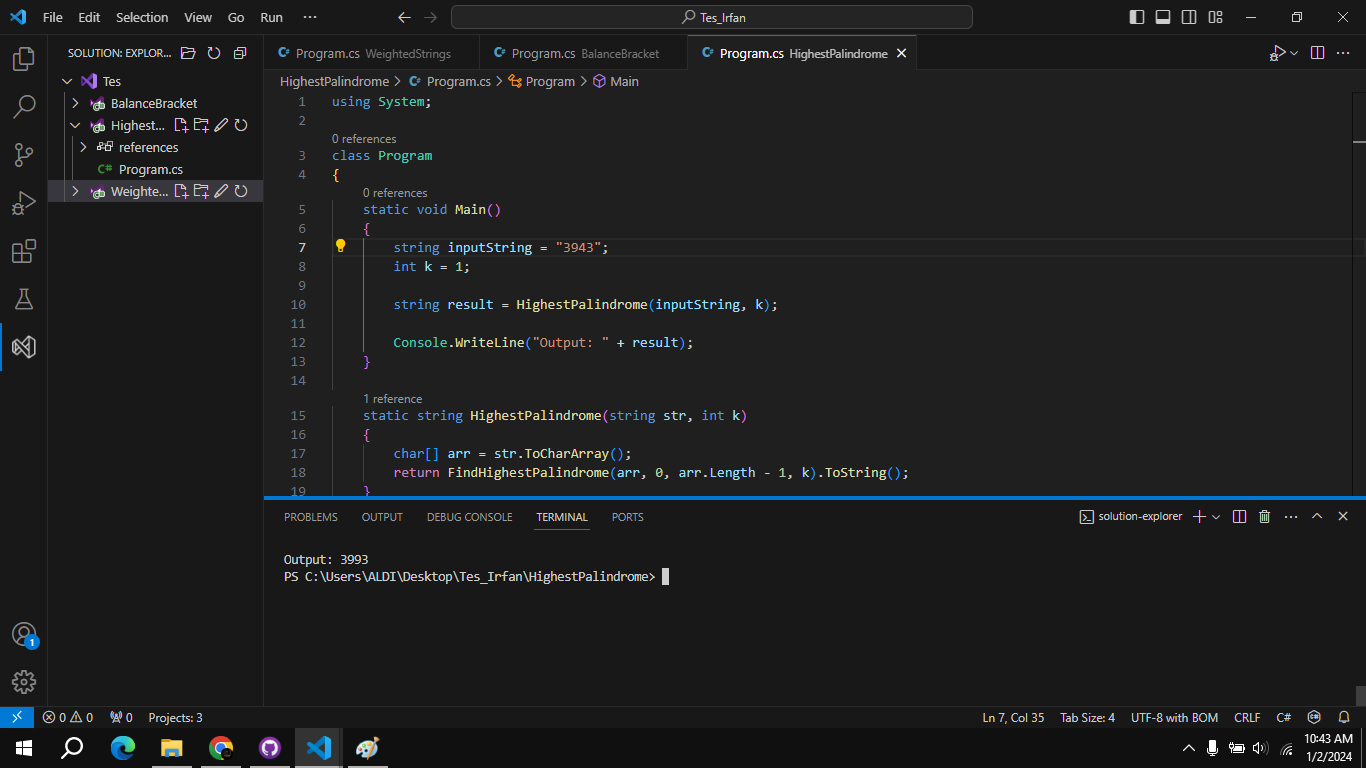 File Edit Selection View Go Run ··· Tes_Irfan
SOLUTION: EXPLOR...
Program.cs WeightedStrings Program.cs BalanceBracket Program.cs HighestPalindrome
HighestPalindrome > Program.cs > Program > Main
Tes
BalanceBracket
Highest...
references
Program.cs
Weighte...
1 using System;
2
0 references
3 class Program
4 {
0 references
5 static void Main()
6 {
7 string inputString = "3943";
8 int k = 1;
9
10 string result = HighestPalindrome(inputString, k);
11
12 Console.WriteLine("Output: " + result);
13 }
14
1 reference
15 static string HighestPalindrome(string str, int k)
16 {
17 char[] arr = str.ToCharArray();
18 return FindHighestPalindrome(arr, 0, arr.Length - 1, k).ToString();
19 }
PROBLEMS OUTPUT DEBUG CONSOLE TERMINAL PORTS solution-explorer
Output: 3993
PS C:\Users\ALDI\Desktop\Tes_Irfan\HighestPalindrome>
1
0 0 0 Projects: 3 Ln 7, Col 35 Tab Size: 4 UTF-8 with BOM CRLF C#
10:43 AM
1/2/2024